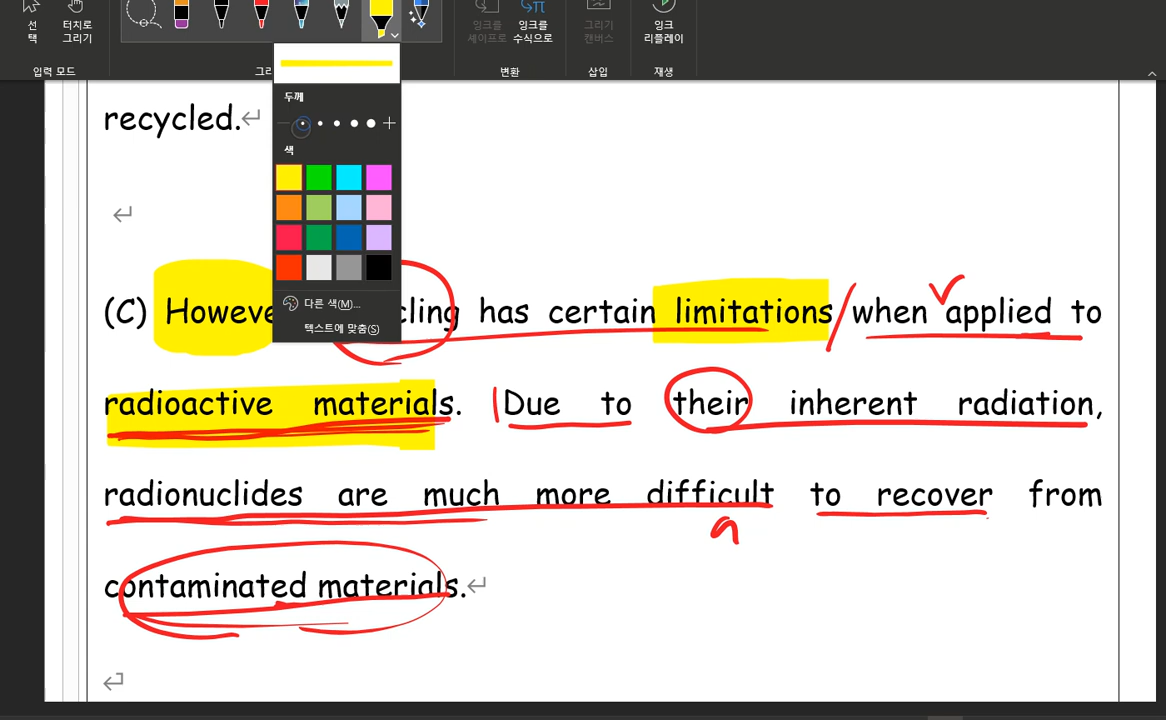 선택
터치로 그리기
잉크를 셰이프로
잉크를 수식으로
그리기 캔버스
잉크 리플레이
입력 모드
그리
변환
삽입
재생
두께
색
다른 색(M)...
텍스트에 맞춤(S)
recycled.
(C) Howeve cling has certain limitations when applied to
radioactive materials. Due to their inherent radiation,
radionuclides are much more difficult to recover from
contaminated materials.